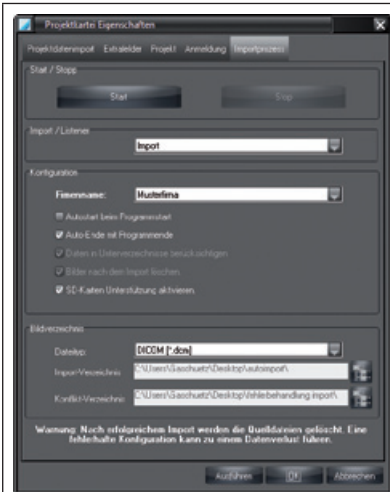 Projektkartei Eigenschaften
Projektdatenimport Extrafelder Projekt Anmeldung Importprozess
Start / Stopp
Start Stop
Import / Listener
Import
Konfiguration
Firmenname: Musterfirma
Autostart beim Programmstart
Auto-Ende mit Programmende
Daten in Unterverzeichnisse berücksichtigen
Bilder nach dem Import löschen
SD-Karten Unterstützung aktivieren
Bildverzeichnis
Dateityp: DICOM (*.dcm)
Import-Verzeichnis C:\Users\Gaschuetz\Desktop\autoimport\
Konflikt-Verzeichnis C:\Users\Gaschuetz\Desktop\fehlerbehandlung import\
Warnung: Nach erfolgreichem Import werden die Quelldateien gelöscht. Eine
fehlerhafte Konfiguration kann zu einem Datenverlust führen.
Ausführen OK Abbrechen